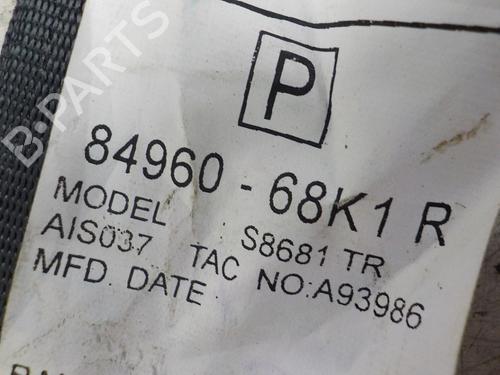 P
84960 - 68K1 R
MODEL S8681 TR
AIS037 TAC NO:A93986
MFD. DATE
B-PARTS